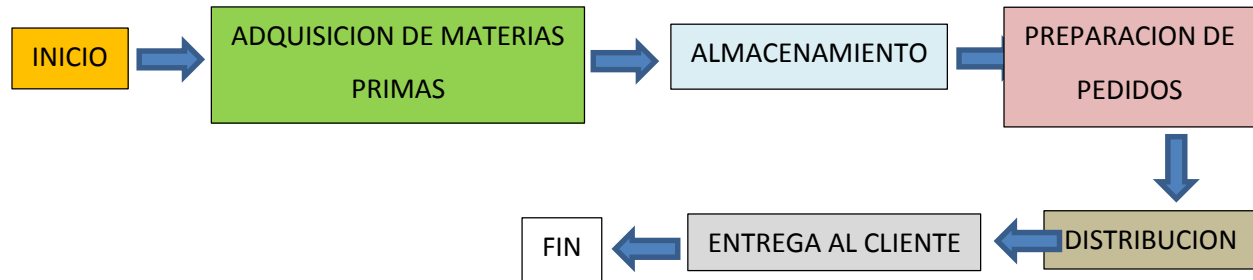 INICIO
ADQUISICION DE MATERIAS
PRIMAS
ALMACENAMIENTO
PREPARACION DE
PEDIDOS
DISTRIBUCION
ENTREGA AL CLIENTE
FIN